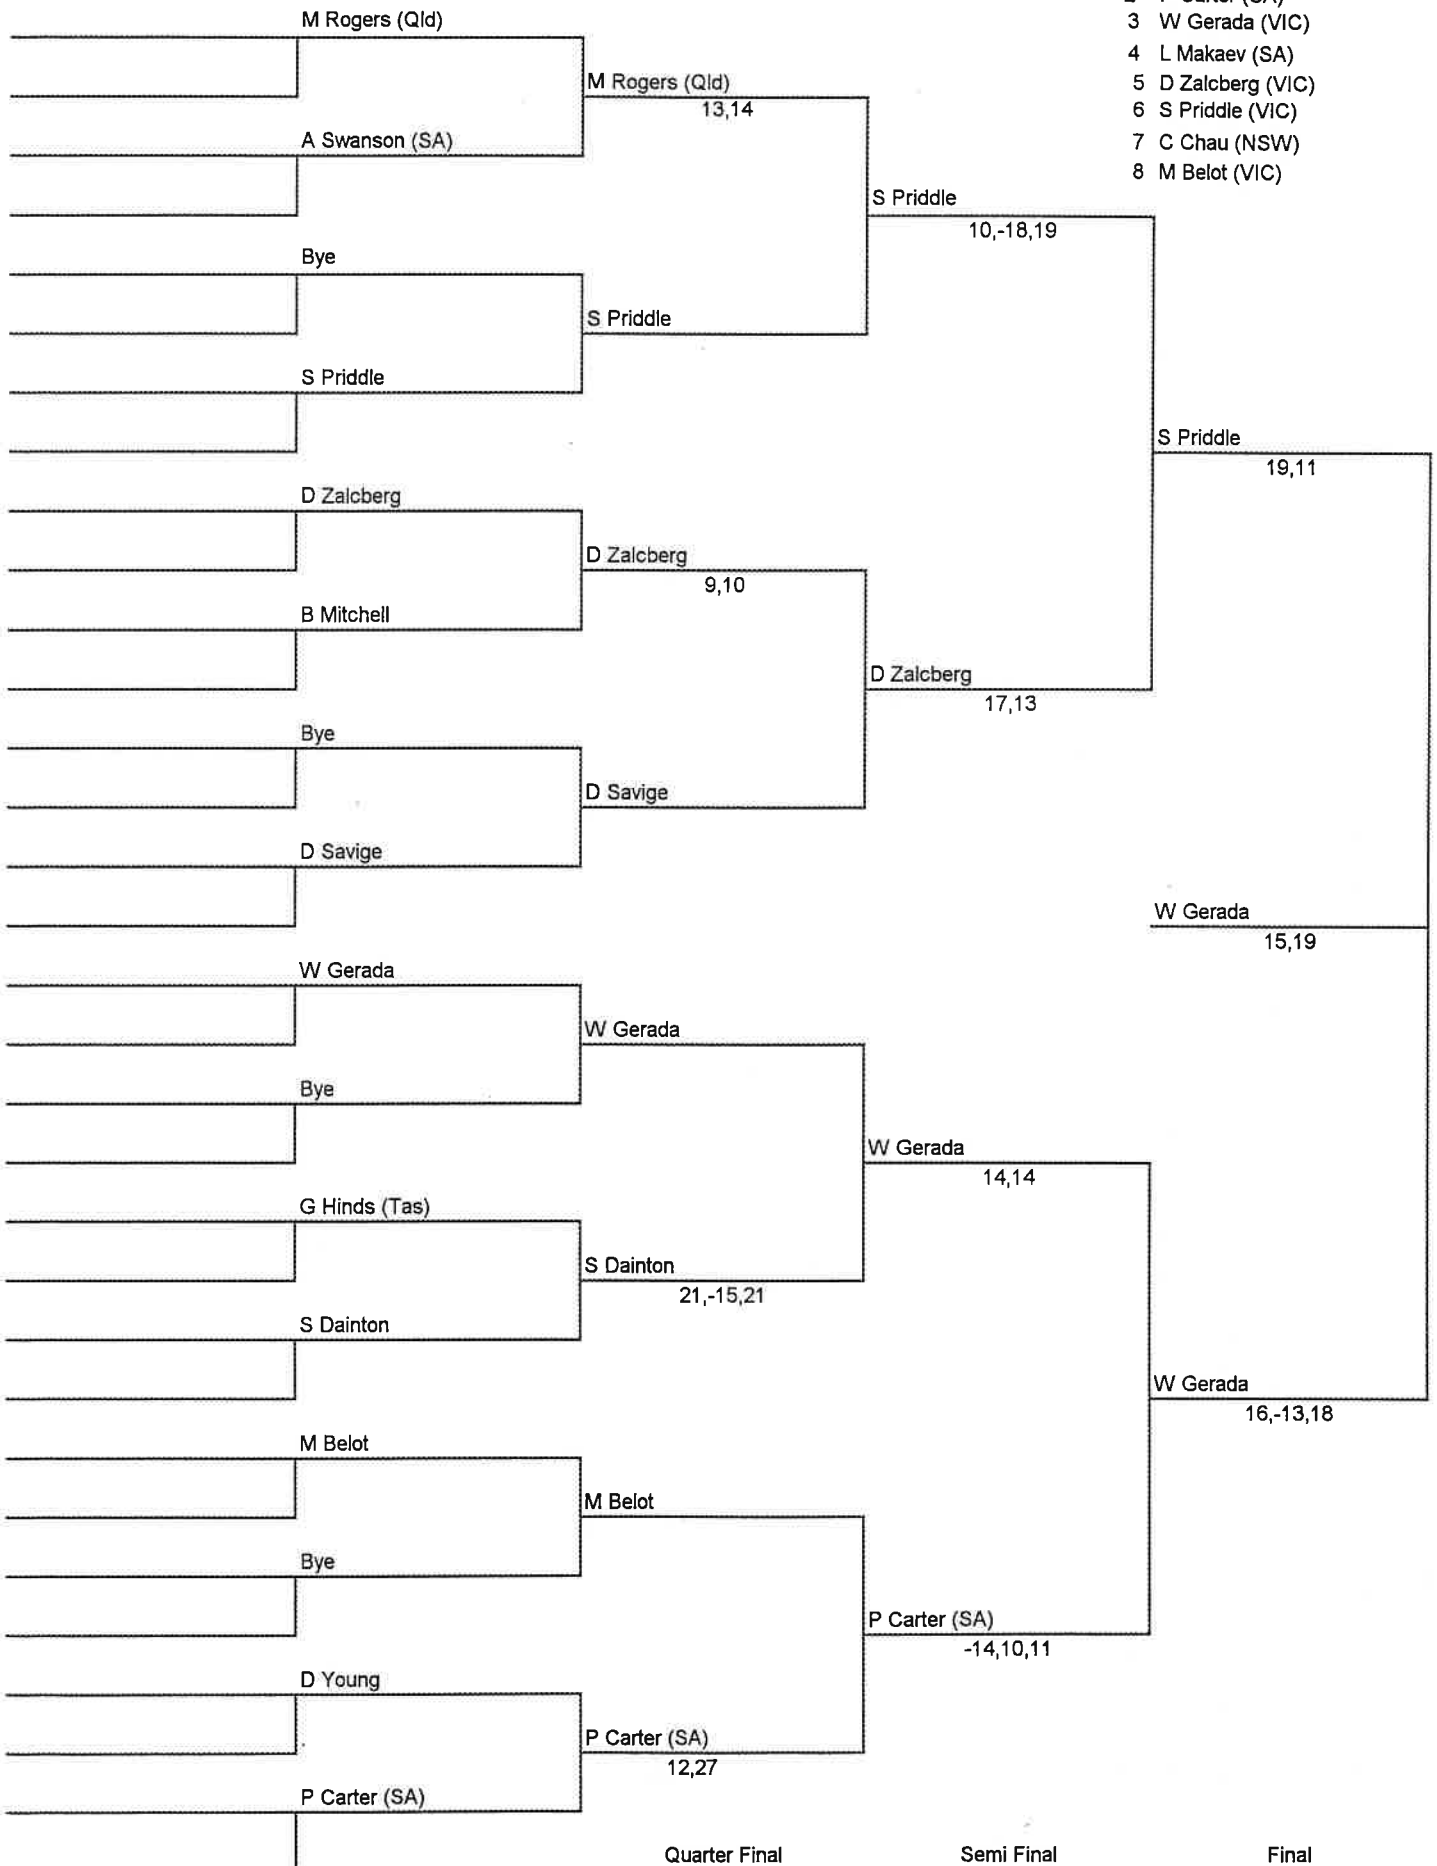 M Rogers (Qld)
3 W Gerada (VIC)
4 L Makaev (SA)
5 D Zalcberg (VIC)
6 S Priddle (VIC)
7 C Chau (NSW)
8 M Belot (VIC)
M Rogers (Qld)
13,14
A Swanson (SA)
S Priddle
10,-18,19
Bye
S Priddle
S Priddle
S Priddle
19,11
D Zalcberg
D Zalcberg
9,10
B Mitchell
D Zalcberg
17,13
Bye
D Savige
D Savige
W Gerada
15,19
W Gerada
W Gerada
Bye
W Gerada
14,14
G Hinds (Tas)
S Dainton
21,-15,21
S Dainton
W Gerada
16,-13,18
M Belot
M Belot
Bye
P Carter (SA)
-14,10,11
D Young
P Carter (SA)
12,27
P Carter (SA)
Quarter Final Semi Final Final